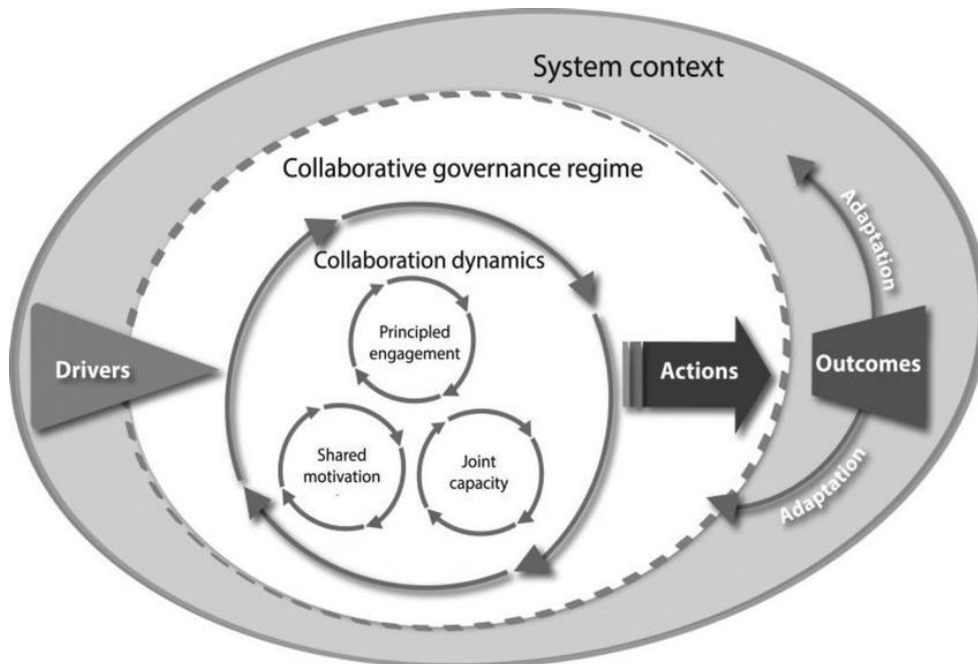 System context
Collaborative governance regime
Collaboration dynamics
Principled
engagement
Shared
motivation
Joint
capacity
Drivers
Actions
Outcomes
Adaptation
Adaptation